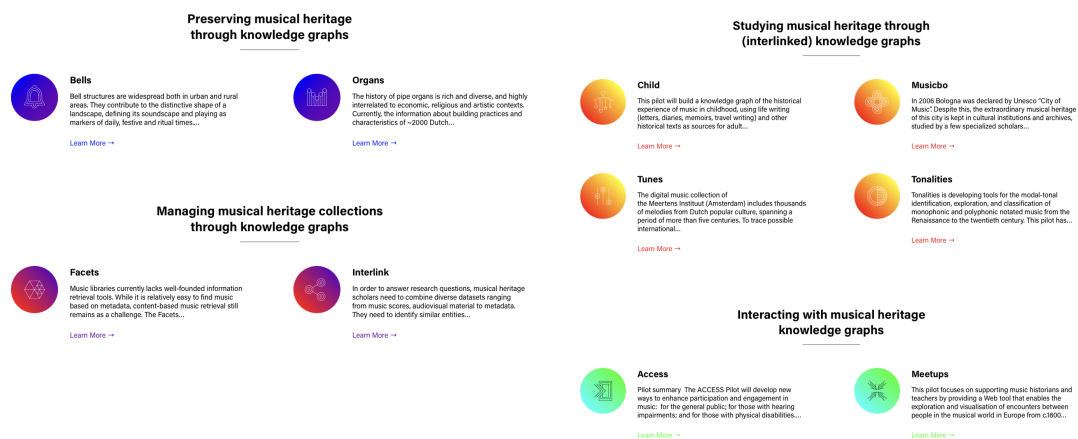 Preserving musical heritage
through knowledge graphs
Bells
Bell structures are widespread both in urban and rural
areas. They contribute to the distinctive shape of a
landscape, defining its soundscape and playing as
markers of daily, festive and ritual times....
Learn More →
Organs
The history of pipe organs is rich and diverse, and highly
interrelated to economic, religious and artistic contexts.
Currently, the information about building practices and
characteristics of ~2000 Dutch...
Learn More →
Managing musical heritage collections
through knowledge graphs
Facets
Music libraries currently lacks well-founded information
retrieval tools. While it is relatively easy to find music
based on metadata, content-based music retrieval still
remains as a challenge. The Facets...
Learn More →
Interlink
In order to answer research questions, musical heritage
scholars need to combine diverse datasets ranging
from music scores, audiovisual material to metadata.
They need to identify similar entities...
Learn More →
Studying musical heritage through
(interlinked) knowledge graphs
Child
This pilot will build a knowledge graph of the historical
experience of music in childhood, using life writing
(letters, diaries, memoirs, travel writing) and other
historical texts as sources for adult...
Learn More →
Musicbo
In 2006 Bologna was declared by Unesco “City of
Music”. Despite this, the extraordinary musical heritage
of this city is kept in cultural institutions and archives,
studied by a few specialized scholars...
Learn More →
Tunes
The digital music collection of
the Meertens Instituut (Amsterdam) includes thousands
of melodies from Dutch popular culture, spanning a
period of more than five centuries. To trace possible
international...
Learn More →
Tonalities
Tonalities is developing tools for the modal-tonal
identification, exploration, and classification of
monophonic and polyphonic notated music from the
Renaissance to the twentieth century. This pilot has...
Learn More →
Interacting with musical heritage
knowledge graphs
Access
Pilot summary  The ACCESS Pilot will develop new
ways to enhance participation and engagement in
music:  for the general public; for those with hearing
impairments; and for those with physical disabilities....
Learn More →
Meetups
This pilot focuses on supporting music historians and
teachers by providing a Web tool that enables the
exploration and visualisation of encounters between
people in the musical world in Europe from c.1800...
Learn More →